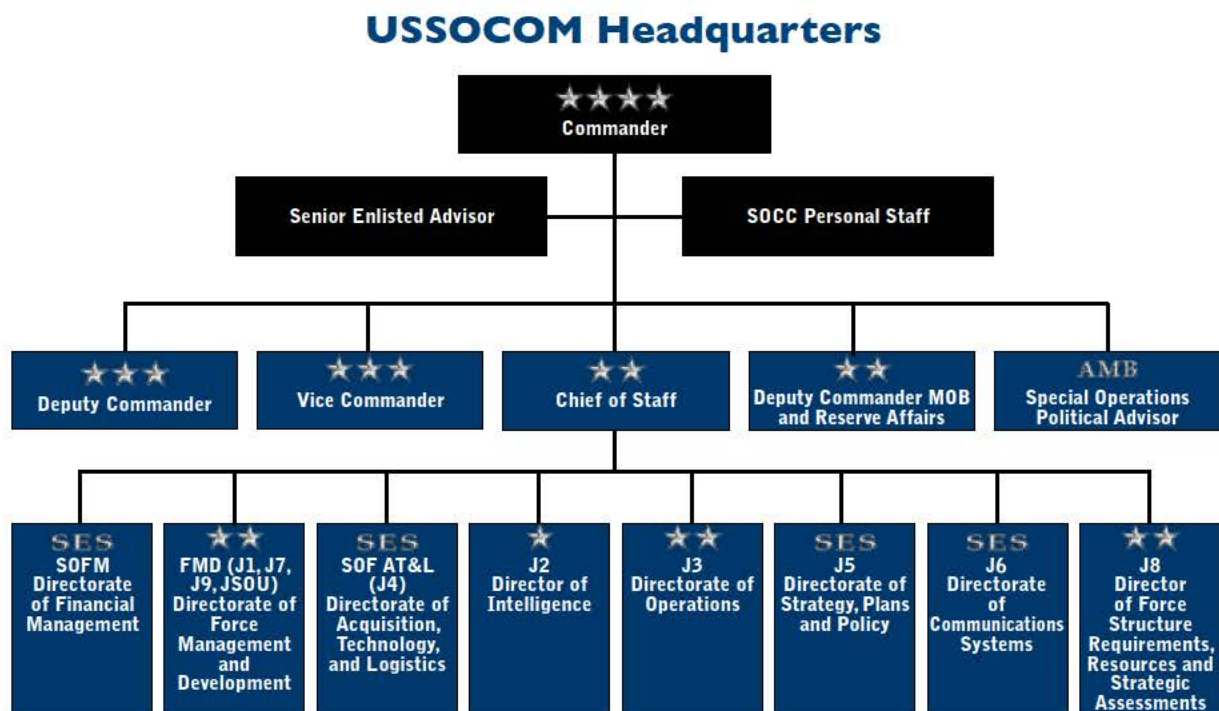 USSOCOM Headquarters
Commander
Senior Enlisted Advisor
SOCC Personal Staff
Deputy Commander
Vice Commander
Chief of Staff
Deputy Commander MOB
and Reserve Affairs
AMB
Special Operations
Political Advisor
SES
SOFM
Directorate
of Financial
Management
FMD (J1, J7,
J9, JSOU)
Directorate of
Force
Management
and
Development
SES
SOF AT&L
(J4)
Directorate of
Acquisition,
Technology,
and Logistics
J2
Director of
Intelligence
J3
Directorate of
Operations
SES
J5
Directorate of
Strategy, Plans
and Policy
SES
J6
Directorate
of
Communications
Systems
J8
Director
of Force
Structure
Requirements,
Resources and
Strategic
Assessments